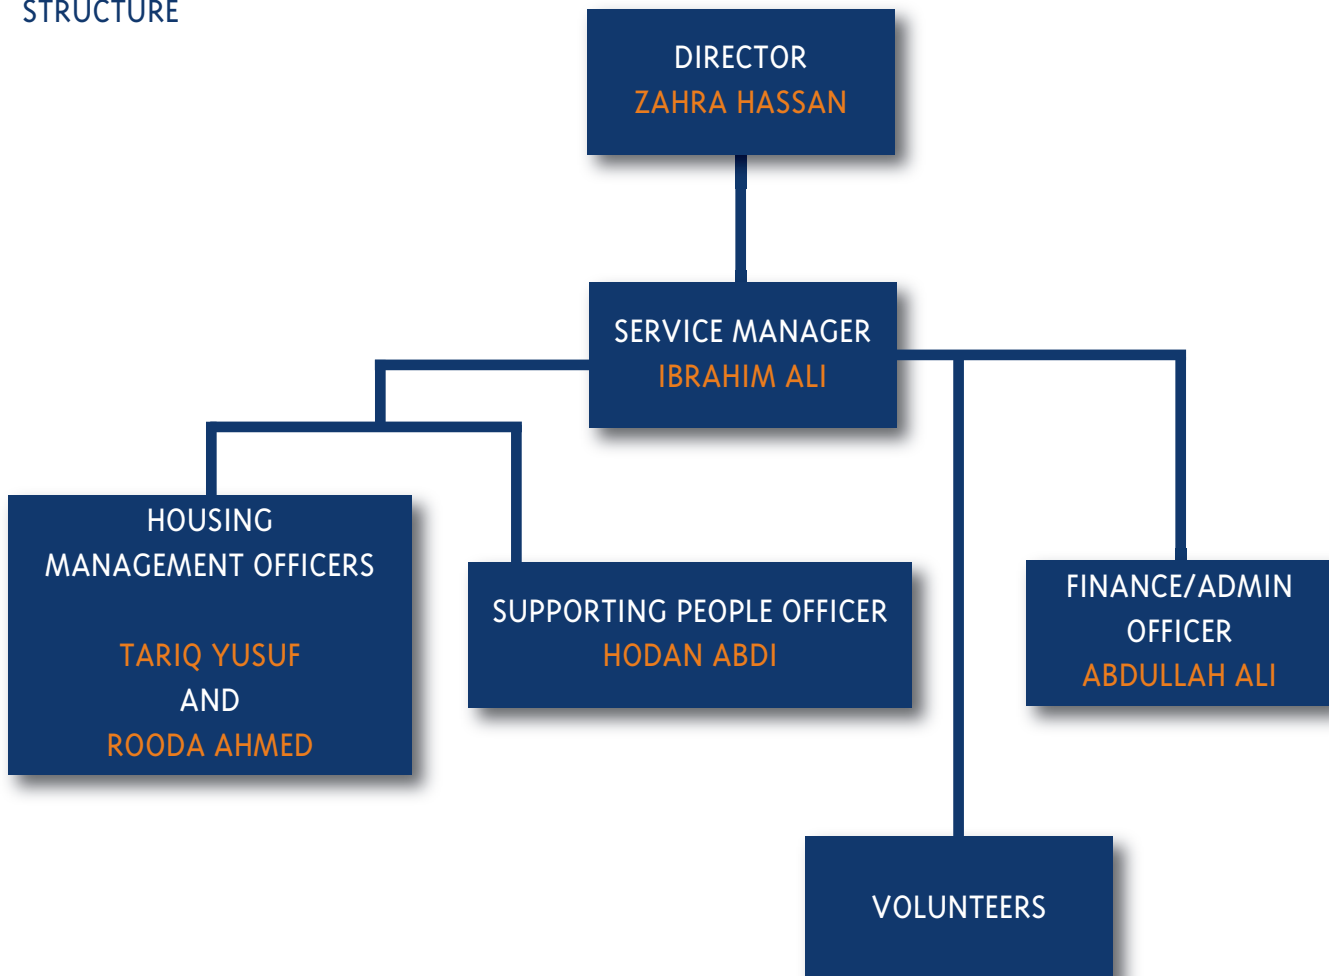 STRUCTURE
DIRECTOR
ZAHRA HASSAN
SERVICE MANAGER
IBRAHIM ALI
HOUSING
MANAGEMENT OFFICERS
TARIQ YUSUF
AND
ROODA AHMED
SUPPORTING PEOPLE OFFICER
HODAN ABDI
FINANCE/ADMIN
OFFICER
ABDULLAH ALI
VOLUNTEERS